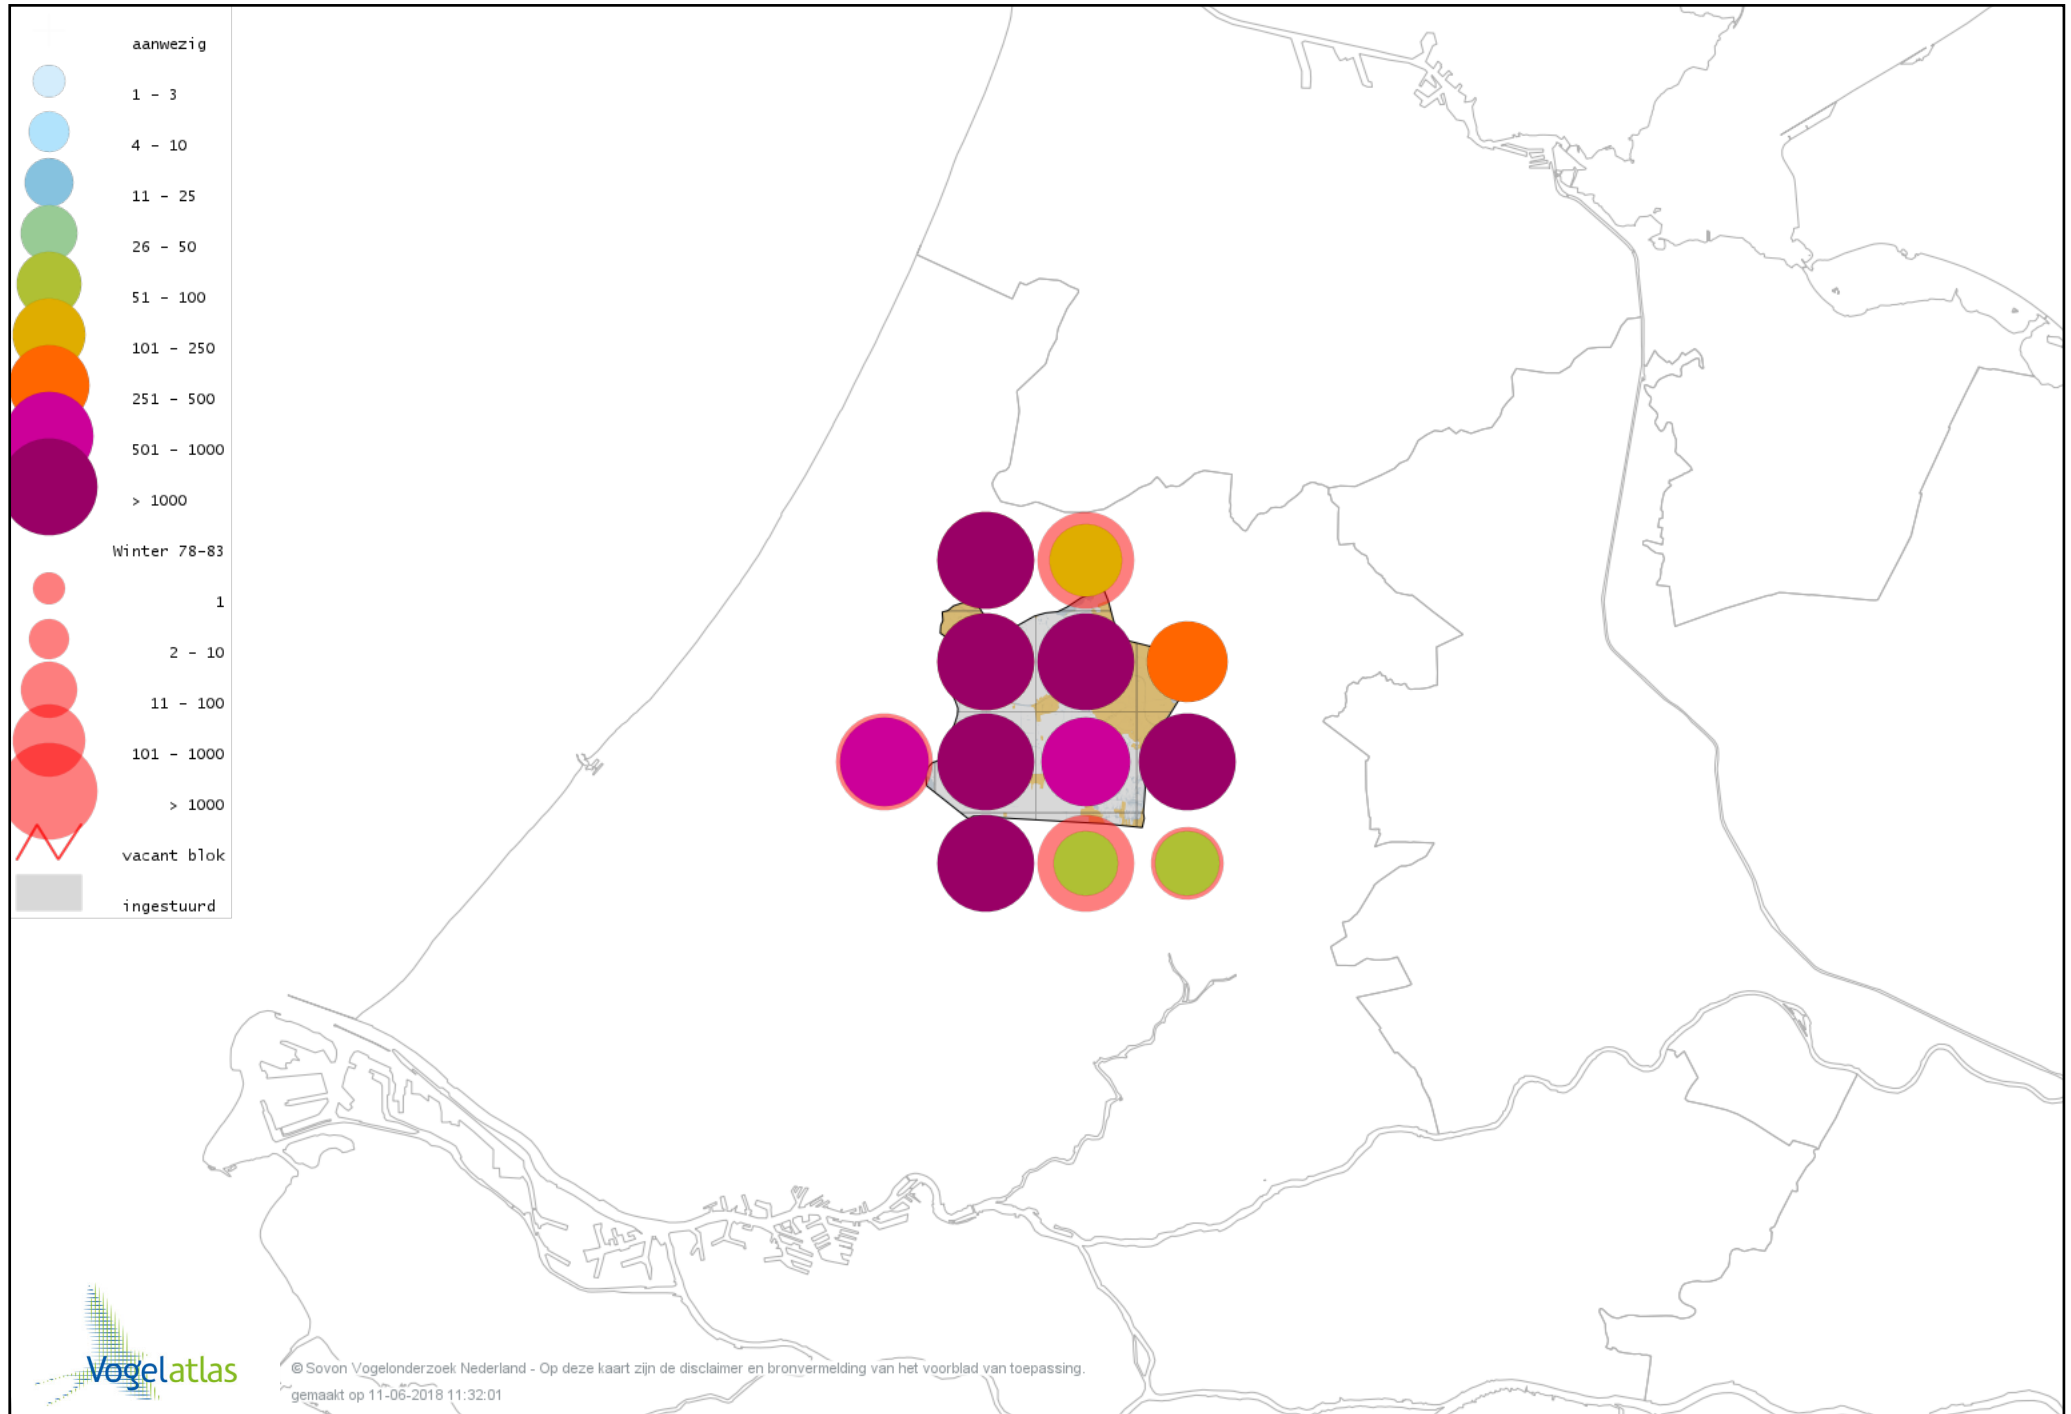 aanwezig
1 - 3
4 - 10
11 - 25
26 - 50
51 - 100
101 - 250
251 - 500
501 - 1000
> 1000
Winter 78-83
1
2 - 10
11 - 100
101 - 1000
> 1000
vacant blok
ingestuurd
Vogelatlas
© Sovon Vogelonderzoek Nederland - Op deze kaart zijn de disclaimer en bronvermelding van het voorblad van toepassing.
gemaakt op 11-06-2018 11:32:01